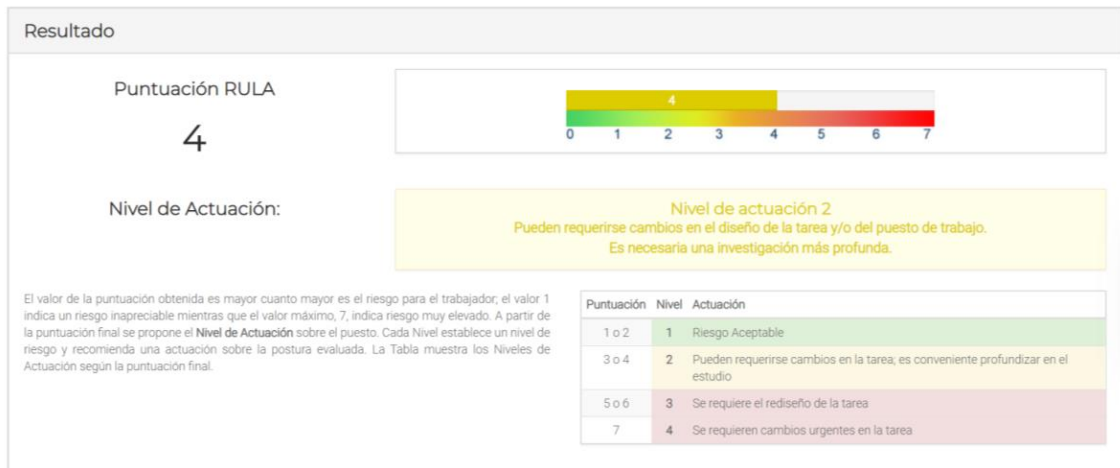 Resultado
Puntuación RULA
4
4
0 1 2 3 4 5 6 7
Nivel de Actuación:
Nivel de actuación 2
Pueden requerirse cambios en el diseño de la tarea y/o del puesto de trabajo.
Es necesaria una investigación más profunda.
El valor de la puntuación obtenida es mayor cuanto mayor es el riesgo para el trabajador; el valor 1
indica un riesgo inapreciable mientras que el valor máximo, 7, indica riesgo muy elevado. A partir de
la puntuación final se propone el Nivel de Actuación sobre el puesto. Cada Nivel establece un nivel de
riesgo y recomienda una actuación sobre la postura evaluada. La Tabla muestra los Niveles de
Actuación según la puntuación final.
Puntuación Nivel Actuación
1 o 2 1 Riesgo Aceptable
3 o 4 2 Pueden requerirse cambios en la tarea; es conveniente profundizar en el
estudio
5 o 6 3 Se requiere el rediseño de la tarea
7 4 Se requieren cambios urgentes en la tarea